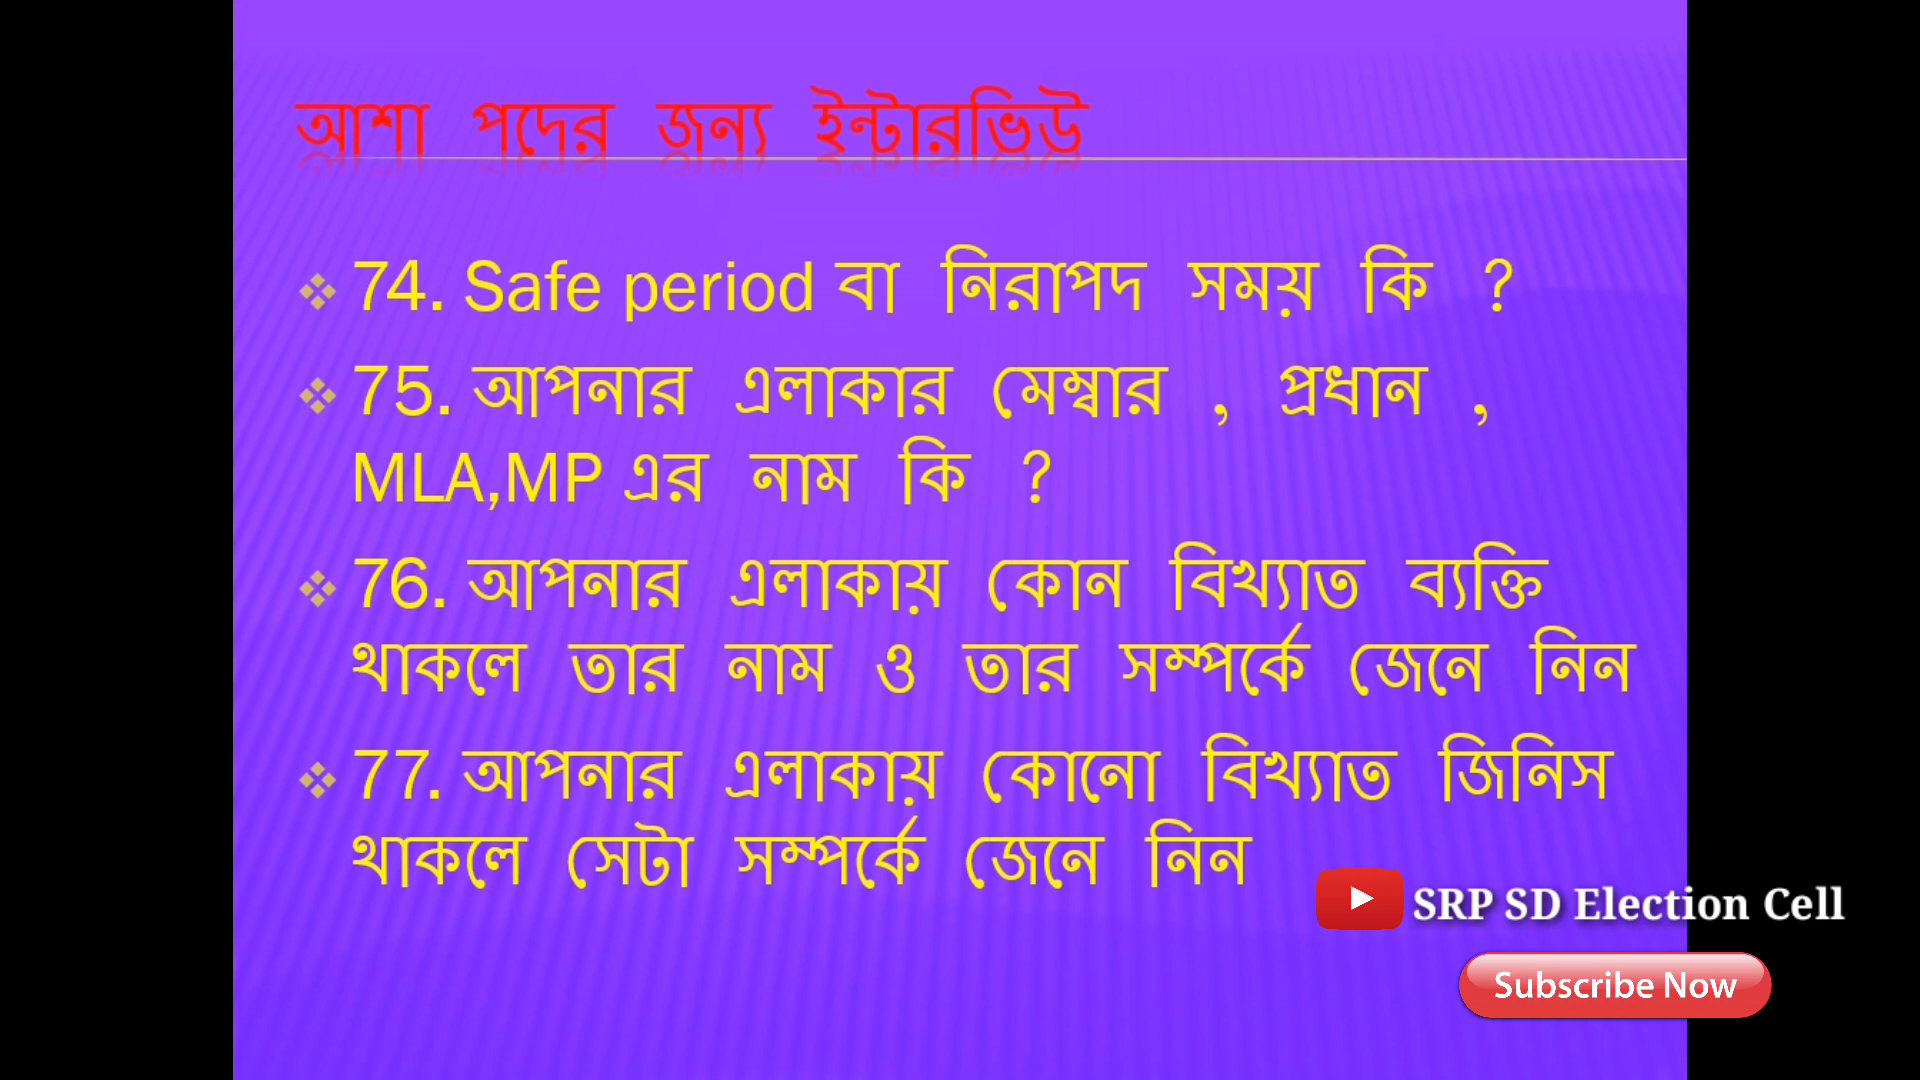 আশা পদের জন্য ইন্টারভিউ
74. Safe period বা নিরাপদ সময় কি ?
75. আপনার এলাকার মেম্বার , প্রধান ,
MLA,MP এর নাম কি ?
76. আপনার এলাকায় কোন বিখ্যাত ব্যক্তি
থাকলে তার নাম ও তার সম্পর্কে জেনে নিন
77. আপনার এলাকায় কোনো বিখ্যাত জিনিস
থাকলে সেটা সম্পর্কে জেনে নিন
SRP SD Election Cell
Subscribe Now